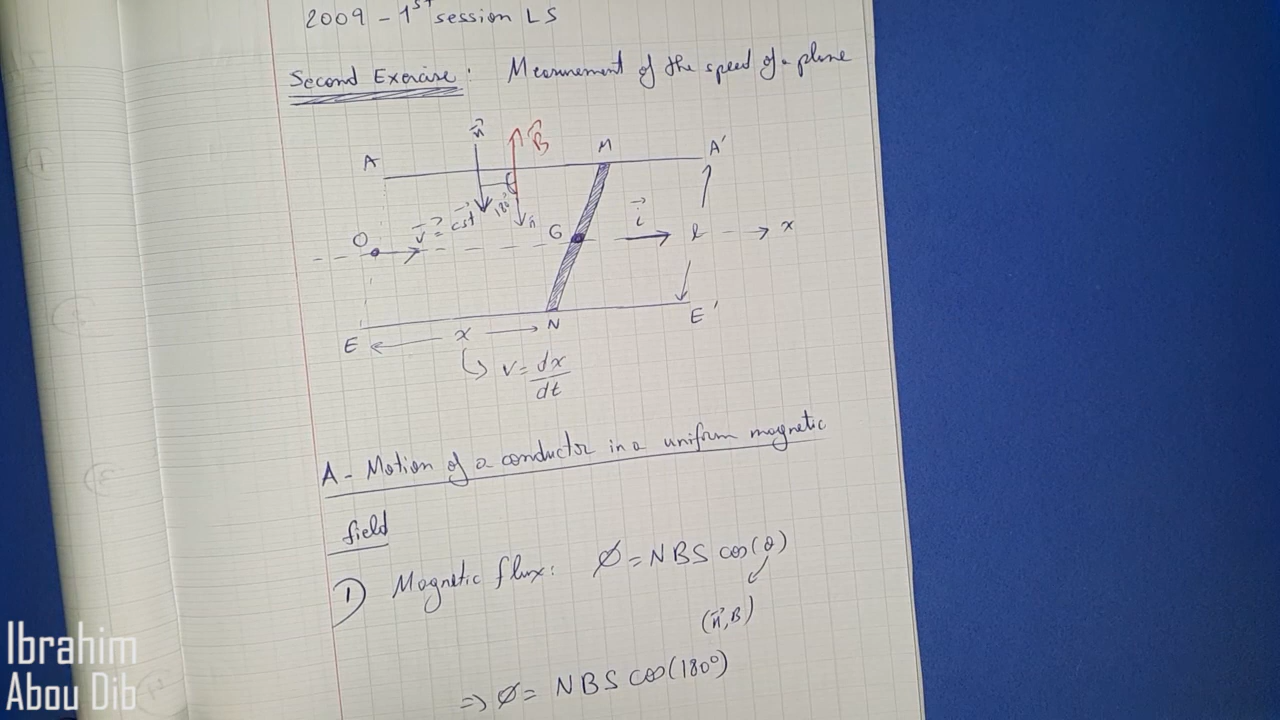 2009 - 1st session LS
Second Exercise: Measurement of the speed of a plane
n⃗
B⃗
M
A
A'
180°
n⃗
i⃗
O
v⃗ = cst⃗
G
l
x
E
x
N
E'
v = dx/dt
A - Motion of a conductor in a uniform magnetic
field
1) Magnetic flux: Ø = NBS cos(θ)
(n⃗, B)
⇒ Ø = NBS cos(180°)
Ibrahim
Abou Dib